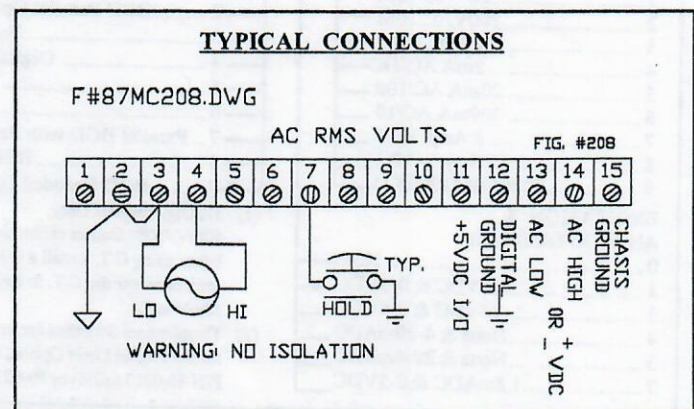 TYPICAL CONNECTIONS
F#87MC208.DWG
AC RMS VOLTS
FIG. #208
1 2 3 4 5 6 7 8 9 10 11 12 13 14 15
LO
HI
WARNING: NO ISOLATION
TYP.
HOLD
+5VDC I/O
DIGITAL
GROUND
AC LOW
AC HIGH
OR
+
- VDC
CHASIS
GROUND